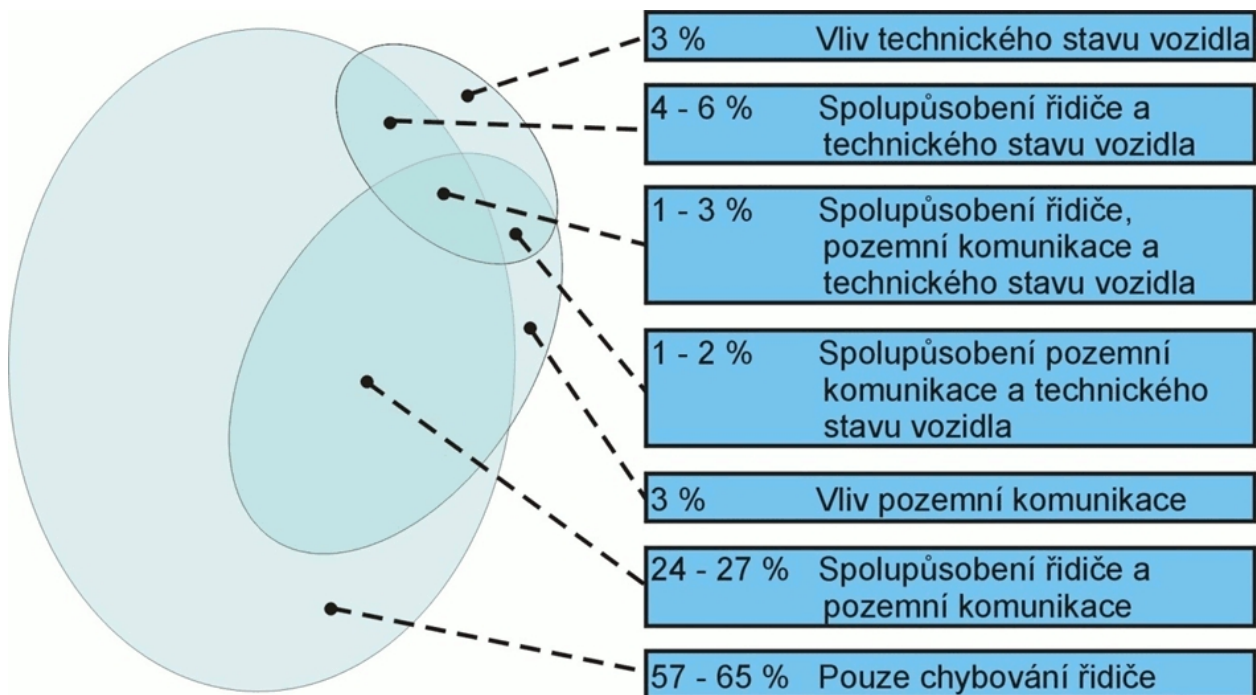 3 % Vliv technického stavu vozidla
4 - 6 % Spolupůsobení řidiče a
technického stavu vozidla
1 - 3 % Spolupůsobení řidiče,
pozemní komunikace a
technického stavu vozidla
1 - 2 % Spolupůsobení pozemní
komunikace a technického
stavu vozidla
3 % Vliv pozemní komunikace
24 - 27 % Spolupůsobení řidiče a
pozemní komunikace
57 - 65 % Pouze chybování řidiče